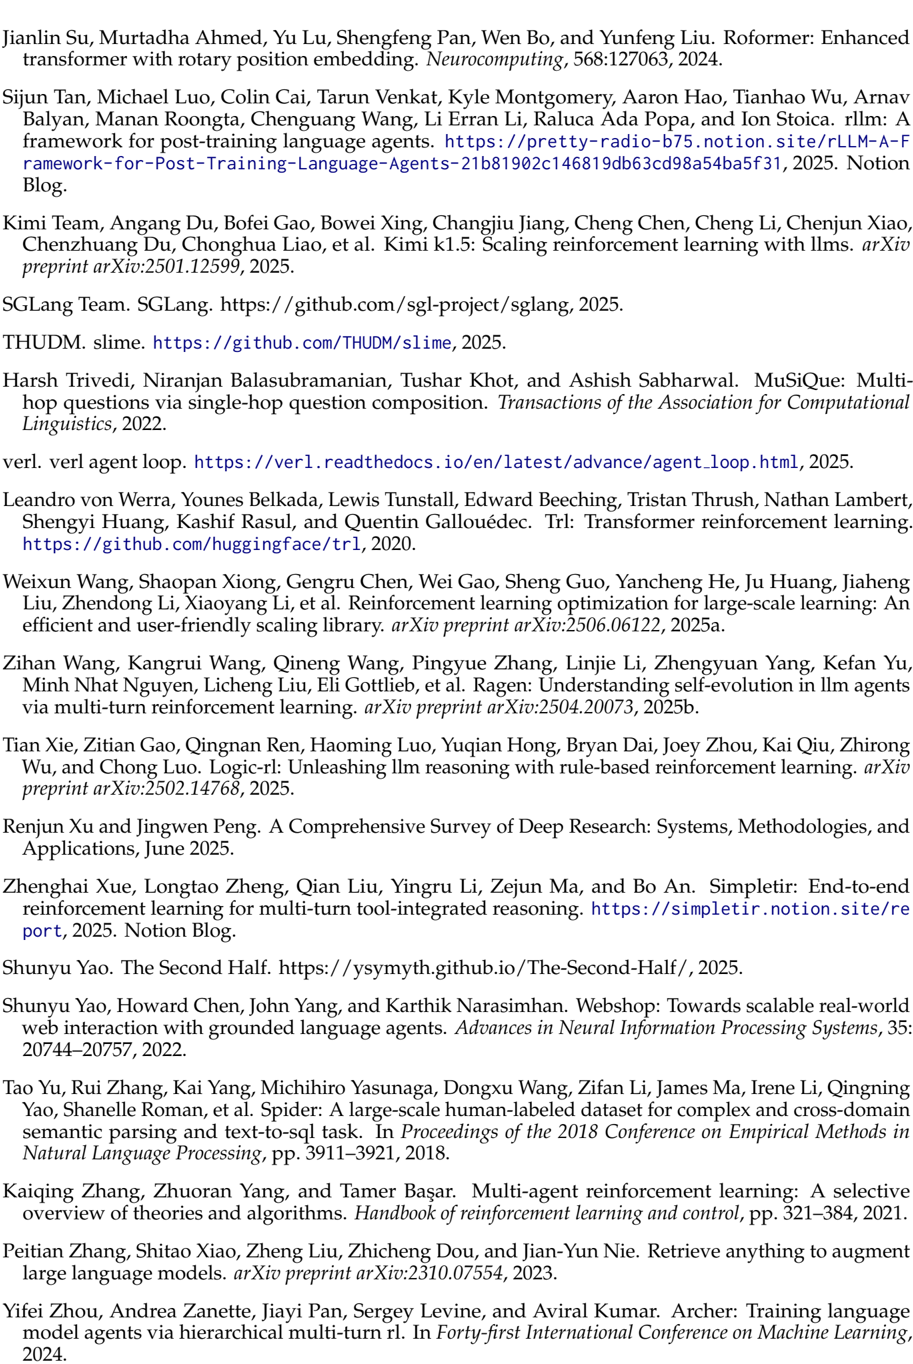 Jianlin Su, Murtadha Ahmed, Yu Lu, Shengfeng Pan, Wen Bo, and Yunfeng Liu. Roformer: Enhanced
transformer with rotary position embedding. Neurocomputing, 568:127063, 2024.
Sijun Tan, Michael Luo, Colin Cai, Tarun Venkat, Kyle Montgomery, Aaron Hao, Tianhao Wu, Arnav
Balyan, Manan Roongta, Chenguang Wang, Li Erran Li, Raluca Ada Popa, and Ion Stoica. rllm: A
framework for post-training language agents. https://pretty-radio-b75.notion.site/rLLM-A-F
ramework-for-Post-Training-Language-Agents-21b81902c146819db63cd98a54ba5f31, 2025. Notion
Blog.
Kimi Team, Angang Du, Bofei Gao, Bowei Xing, Changjiu Jiang, Cheng Chen, Cheng Li, Chenjun Xiao,
Chenzhuang Du, Chonghua Liao, et al. Kimi k1.5: Scaling reinforcement learning with llms. arXiv
preprint arXiv:2501.12599, 2025.
SGLang Team. SGLang. https://github.com/sgl-project/sglang, 2025.
THUDM. slime. https://github.com/THUDM/slime, 2025.
Harsh Trivedi, Niranjan Balasubramanian, Tushar Khot, and Ashish Sabharwal. MuSiQue: Multi-
hop questions via single-hop question composition. Transactions of the Association for Computational
Linguistics, 2022.
verl. verl agent loop. https://verl.readthedocs.io/en/latest/advance/agent_loop.html, 2025.
Leandro von Werra, Younes Belkada, Lewis Tunstall, Edward Beeching, Tristan Thrush, Nathan Lambert,
Shengyi Huang, Kashif Rasul, and Quentin Gallouédec. Trl: Transformer reinforcement learning.
https://github.com/huggingface/trl, 2020.
Weixun Wang, Shaopan Xiong, Gengru Chen, Wei Gao, Sheng Guo, Yancheng He, Ju Huang, Jiaheng
Liu, Zhendong Li, Xiaoyang Li, et al. Reinforcement learning optimization for large-scale learning: An
efficient and user-friendly scaling library. arXiv preprint arXiv:2506.06122, 2025a.
Zihan Wang, Kangrui Wang, Qineng Wang, Pingyue Zhang, Linjie Li, Zhengyuan Yang, Kefan Yu,
Minh Nhat Nguyen, Licheng Liu, Eli Gottlieb, et al. Ragen: Understanding self-evolution in llm agents
via multi-turn reinforcement learning. arXiv preprint arXiv:2504.20073, 2025b.
Tian Xie, Zitian Gao, Qingnan Ren, Haoming Luo, Yuqian Hong, Bryan Dai, Joey Zhou, Kai Qiu, Zhirong
Wu, and Chong Luo. Logic-rl: Unleashing llm reasoning with rule-based reinforcement learning. arXiv
preprint arXiv:2502.14768, 2025.
Renjun Xu and Jingwen Peng. A Comprehensive Survey of Deep Research: Systems, Methodologies, and
Applications, June 2025.
Zhenghai Xue, Longtao Zheng, Qian Liu, Yingru Li, Zejun Ma, and Bo An. Simpletir: End-to-end
reinforcement learning for multi-turn tool-integrated reasoning. https://simpletir.notion.site/re
port, 2025. Notion Blog.
Shunyu Yao. The Second Half. https://ysymyth.github.io/The-Second-Half/, 2025.
Shunyu Yao, Howard Chen, John Yang, and Karthik Narasimhan. Webshop: Towards scalable real-world
web interaction with grounded language agents. Advances in Neural Information Processing Systems, 35:
20744–20757, 2022.
Tao Yu, Rui Zhang, Kai Yang, Michihiro Yasunaga, Dongxu Wang, Zifan Li, James Ma, Irene Li, Qingning
Yao, Shanelle Roman, et al. Spider: A large-scale human-labeled dataset for complex and cross-domain
semantic parsing and text-to-sql task. In Proceedings of the 2018 Conference on Empirical Methods in
Natural Language Processing, pp. 3911–3921, 2018.
Kaiqing Zhang, Zhuoran Yang, and Tamer Başar. Multi-agent reinforcement learning: A selective
overview of theories and algorithms. Handbook of reinforcement learning and control, pp. 321–384, 2021.
Peitian Zhang, Shitao Xiao, Zheng Liu, Zhicheng Dou, and Jian-Yun Nie. Retrieve anything to augment
large language models. arXiv preprint arXiv:2310.07554, 2023.
Yifei Zhou, Andrea Zanette, Jiayi Pan, Sergey Levine, and Aviral Kumar. Archer: Training language
model agents via hierarchical multi-turn rl. In Forty-first International Conference on Machine Learning,
2024.